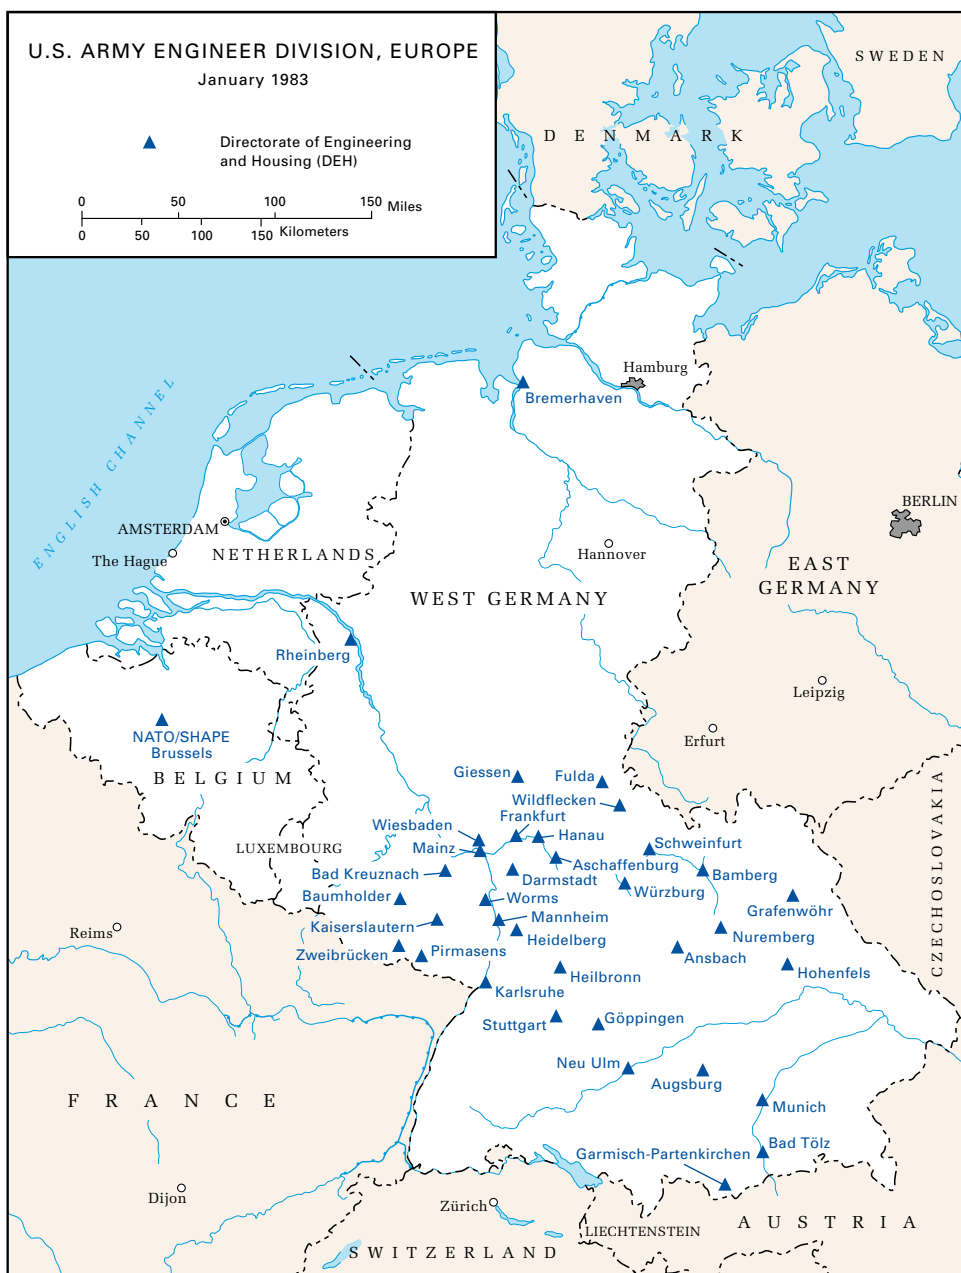 U.S. ARMY ENGINEER DIVISION, EUROPE
January 1983
Directorate of Engineering
and Housing (DEH)
0 50 100 150 Miles
0 50 100 150 Kilometers
SWEDEN
DENMARK
ENGLISH CHANNEL
Hamburg
Bremerhaven
BERLIN
AMSTERDAM
The Hague
NETHERLANDS
Hannover
EAST
GERMANY
WEST GERMANY
Rheinberg
Leipzig
NATO/SHAPE
Brussels
Erfurt
BELGIUM
Giessen
Fulda
Wildflecken
Frankfurt
Wiesbaden
Hanau
Mainz
Schweinfurt
LUXEMBOURG
Aschaffenburg
Bad Kreuznach
Darmstadt
Bamberg
Würzburg
Baumholder
Worms
Grafenwöhr
CZECHOSLOVAKIA
Mannheim
Kaiserslautern
Reims
Heidelberg
Nuremberg
Zweibrücken
Pirmasens
Ansbach
Hohenfels
Heilbronn
Karlsruhe
Stuttgart
Göppingen
Neu Ulm
Augsburg
FRANCE
Munich
Bad Tölz
Garmisch-Partenkirchen
Dijon
Zürich
LIECHTENSTEIN
AUSTRIA
SWITZERLAND